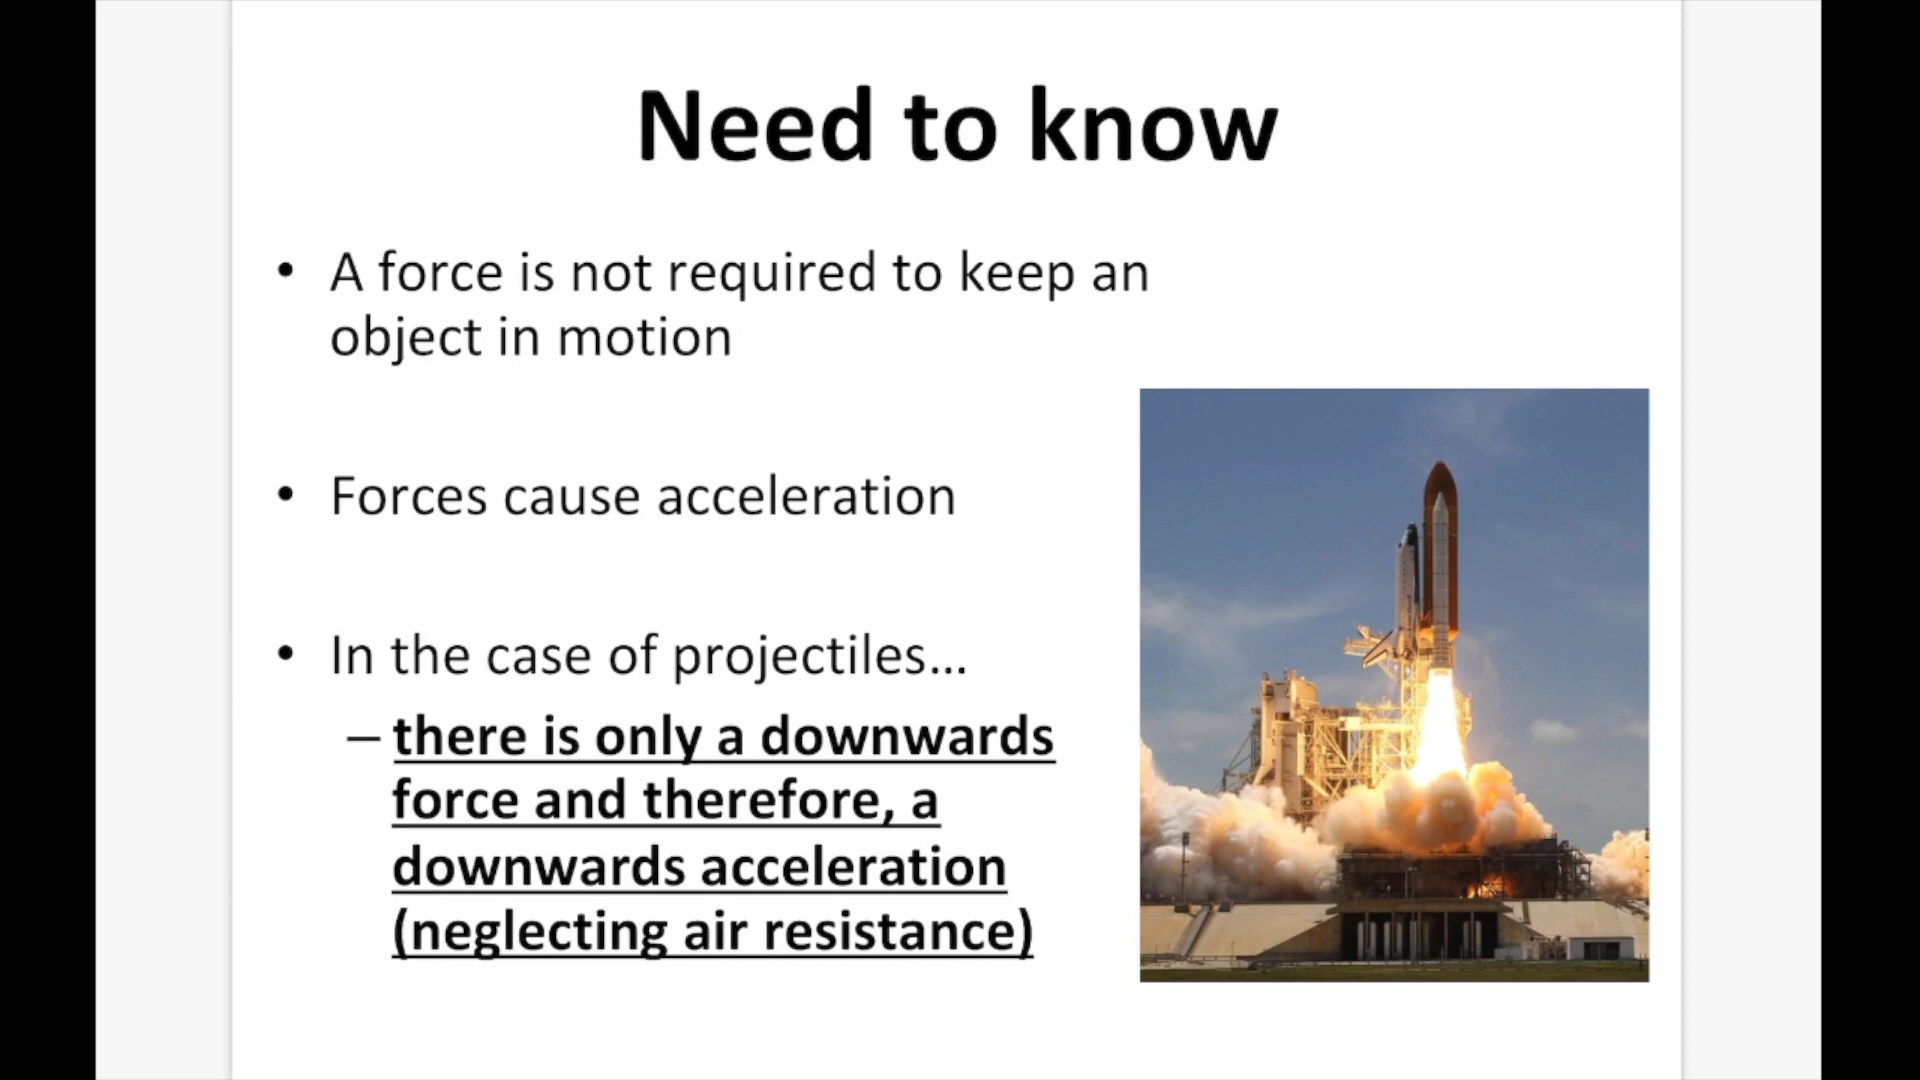 Need to know
• A force is not required to keep an
object in motion
• Forces cause acceleration
• In the case of projectiles...
– there is only a downwards
force and therefore, a
downwards acceleration
(neglecting air resistance)